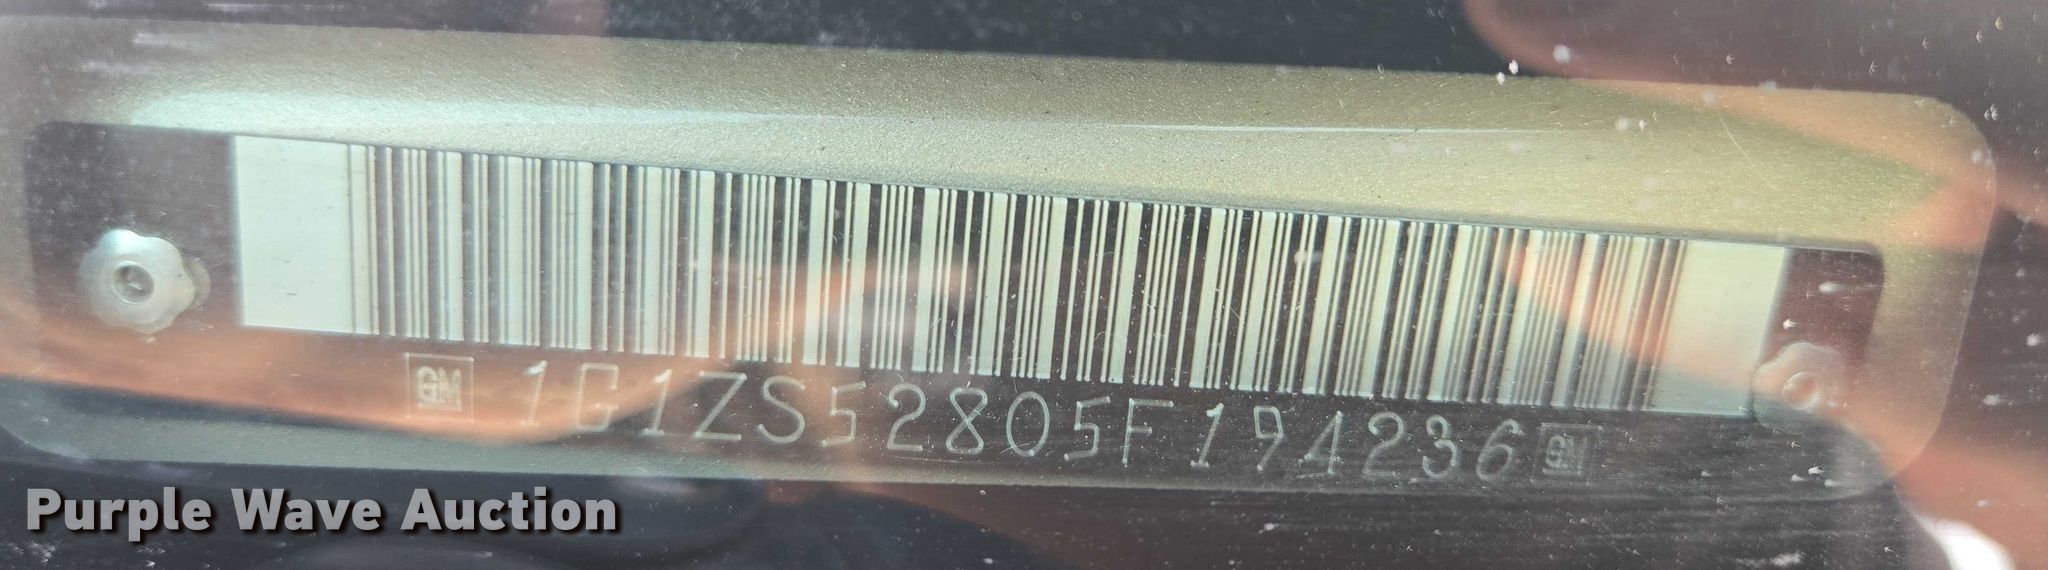 GM 1G1ZS52805F194236 GM
Purple Wave Auction